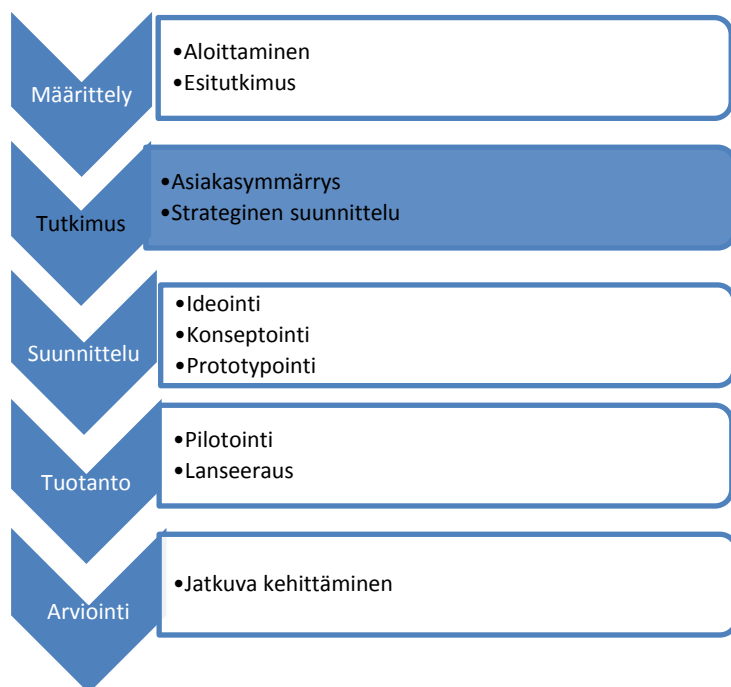 Määrittely
•Aloittaminen
•Esitutkimus
Tutkimus
•Asiakasymmärrys
•Strateginen suunnittelu
Suunnittelu
•Ideointi
•Konseptointi
•Prototypointi
Tuotanto
•Pilotointi
•Lanseeraus
Arviointi
•Jatkuva kehittäminen